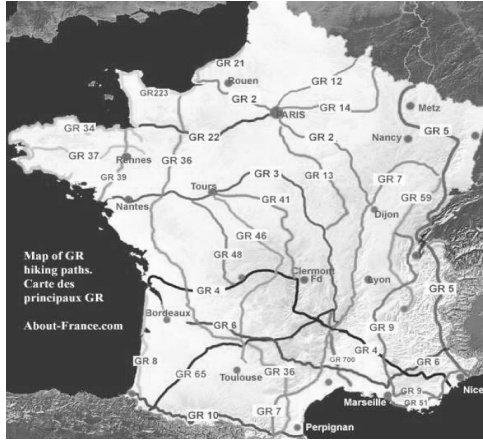 GR 21
Rouen
GR 12
GR223
GR 2
GR 14
PARIS
Metz
GR 34
GR 22
GR 2
Nancy
GR 5
GR 37
Rennes
GR 36
GR 3
GR 13
GR 7
GR 39
Tours
GR 59
Nantes
GR 41
Dijon
GR 46
Map of GR
hiking paths.
Carte des
principaux GR
About-France.com
GR 48
Clermont
Fd
Lyon
GR 4
GR 5
Bordeaux
GR 6
GR 9
GR 4
GR 6
GR 8
GR 65
GR 36
GR 700
Toulouse
Nice
GR 9
GR 51
Marseille
GR 10
GR 7
Perpignan